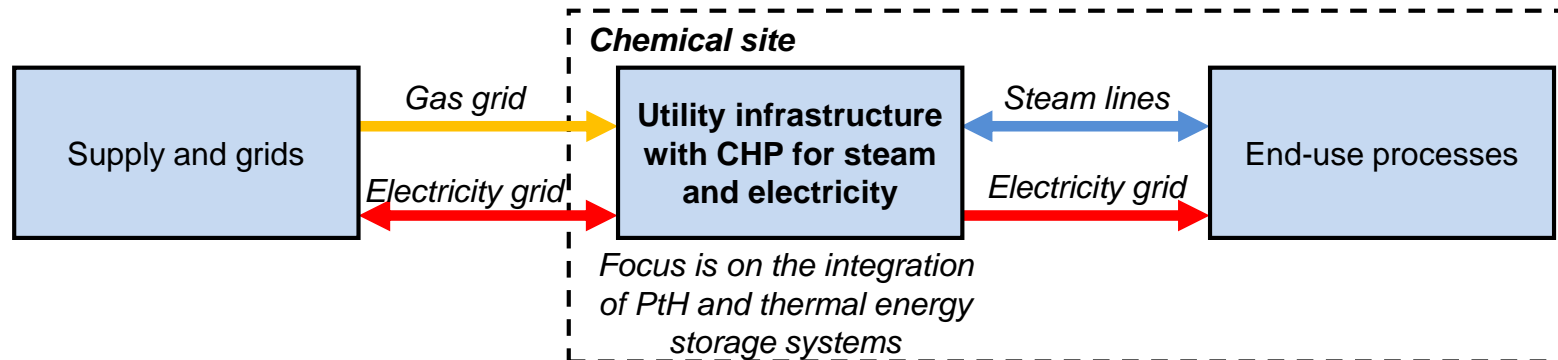 Chemical site
Supply and grids
Gas grid
Electricity grid
Utility infrastructure
with CHP for steam
and electricity
Steam lines
Electricity grid
End-use processes
Focus is on the integration
of PtH and thermal energy
storage systems